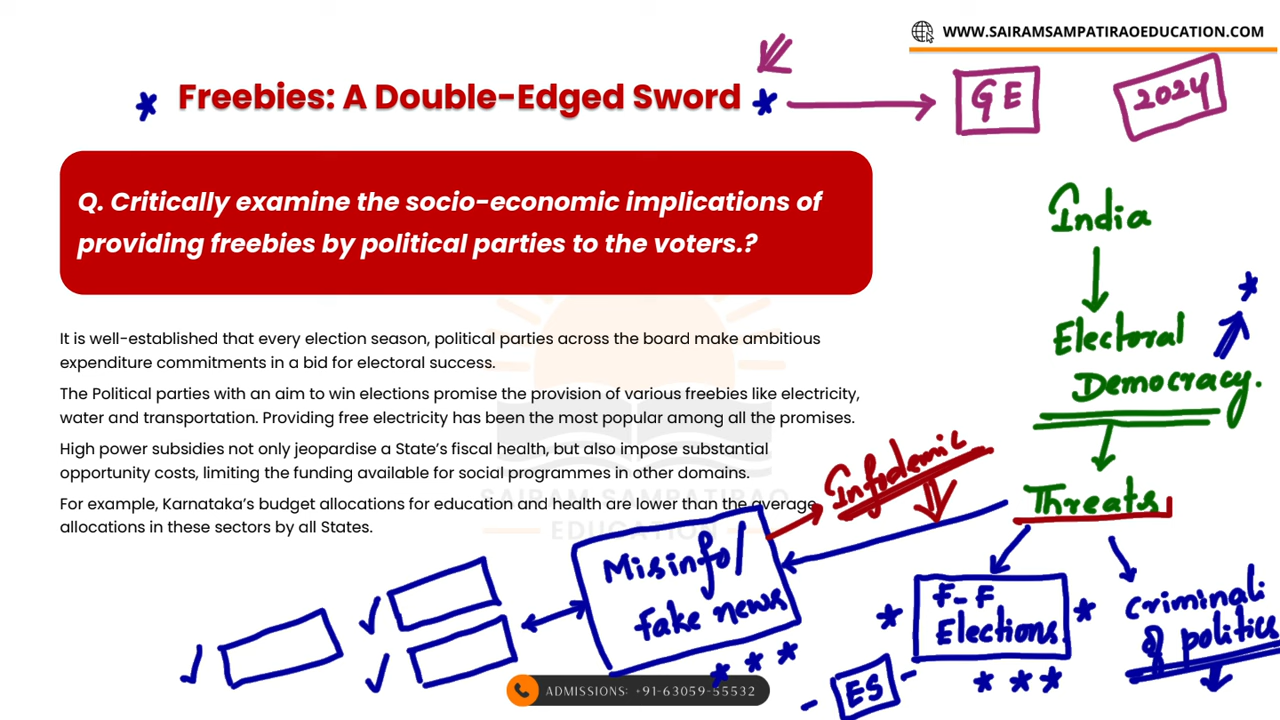 WWW.SAIRAMSAMPATIRAOEDUCATION.COM
Freebies: A Double-Edged Sword
GE
2024
Q. Critically examine the socio-economic implications of
providing freebies by political parties to the voters.?
India
Electoral
Democracy.
It is well-established that every election season, political parties across the board make ambitious
expenditure commitments in a bid for electoral success.
The Political parties with an aim to win elections promise the provision of various freebies like electricity,
water and transportation. Providing free electricity has been the most popular among all the promises.
High power subsidies not only jeopardise a State's fiscal health, but also impose substantial
opportunity costs, limiting the funding available for social programmes in other domains.
For example, Karnataka's budget allocations for education and health are lower than the average
allocations in these sectors by all States.
SAIRAM SAMPATIRAO
EDUCATION
Infodemic
Threats
Misinfo/
fake news
F-F
Elections
Criminali
of politics
ES
ADMISSIONS: +91-63059-55532